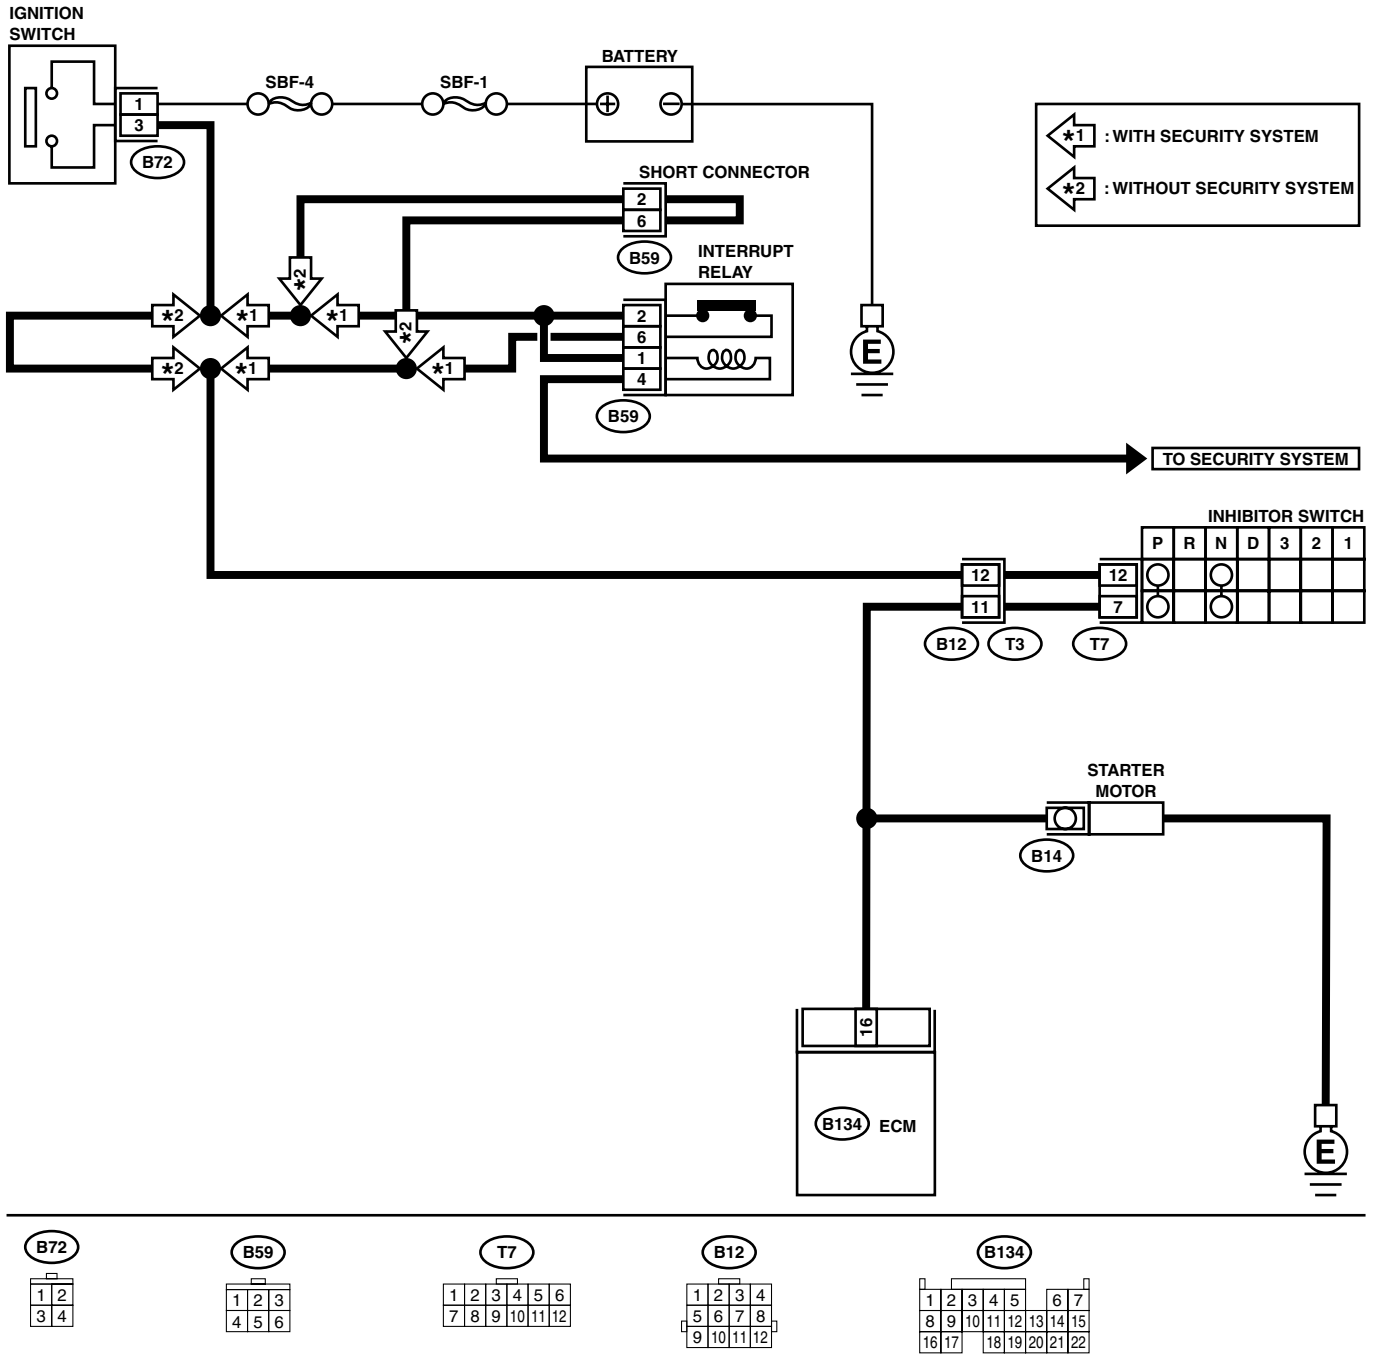 IGNITION
SWITCH
BATTERY
SBF-4
SBF-1
1
3
B72
*1 : WITH SECURITY SYSTEM
*2 : WITHOUT SECURITY SYSTEM
SHORT CONNECTOR
2
6
B59
INTERRUPT
RELAY
*2
*2 *1 *1
*2
2
6
1
4
*2 *1 *1
B59
TO SECURITY SYSTEM
INHIBITOR SWITCH
P R N D 3 2 1
12 12
11 7
B12 T3 T7
STARTER
MOTOR
B14
16
B134 ECM
E
E
B72
1 2
3 4
B59
1 2 3
4 5 6
T7
1 2 3 4 5 6
7 8 9 10 11 12
B12
1 2 3 4
5 6 7 8
9 10 11 12
B134
1 2 3 4 5 6 7
8 9 10 11 12 13 14 15
16 17 18 19 20 21 22